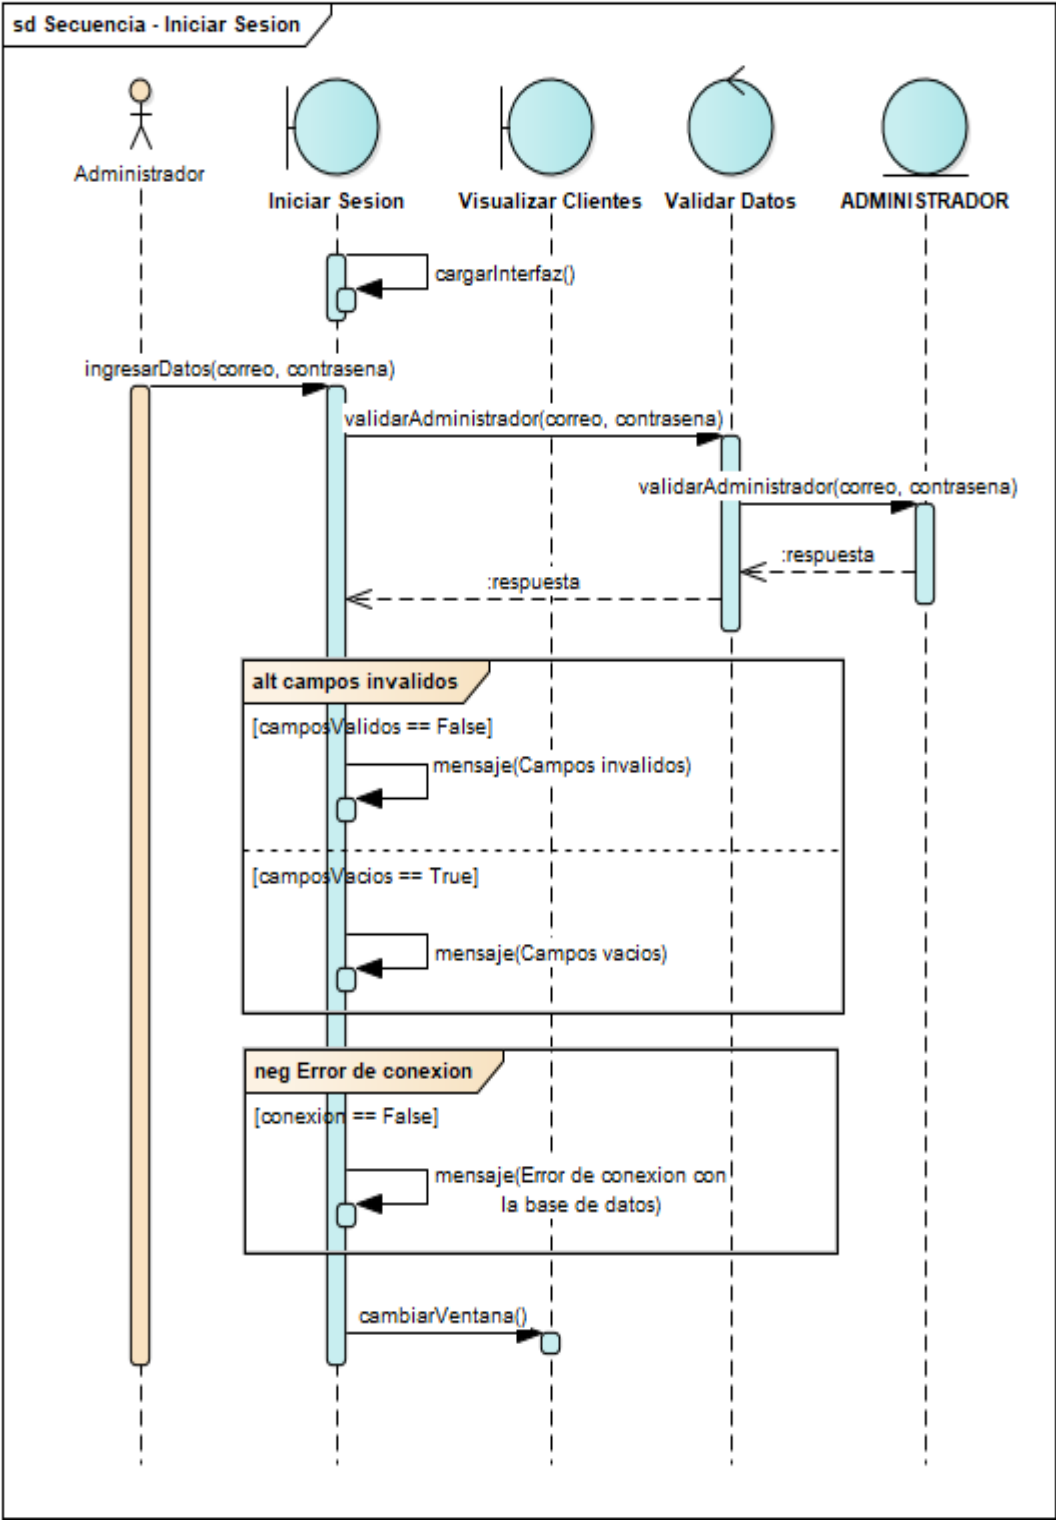 sd Secuencia - Iniciar Sesion
Administrador
Iniciar Sesion
Visualizar Clientes
Validar Datos
ADMINISTRADOR
cargarInterfaz()
ingresarDatos(correo, contrasena)
validarAdministrador(correo, contrasena)
validarAdministrador(correo, contrasena)
:respuesta
:respuesta
alt campos invalidos
[camposValidos == False]
mensaje(Campos invalidos)
[camposVacios == True]
mensaje(Campos vacios)
neg Error de conexion
[conexion == False]
mensaje(Error de conexion con
la base de datos)
cambiarVentana()